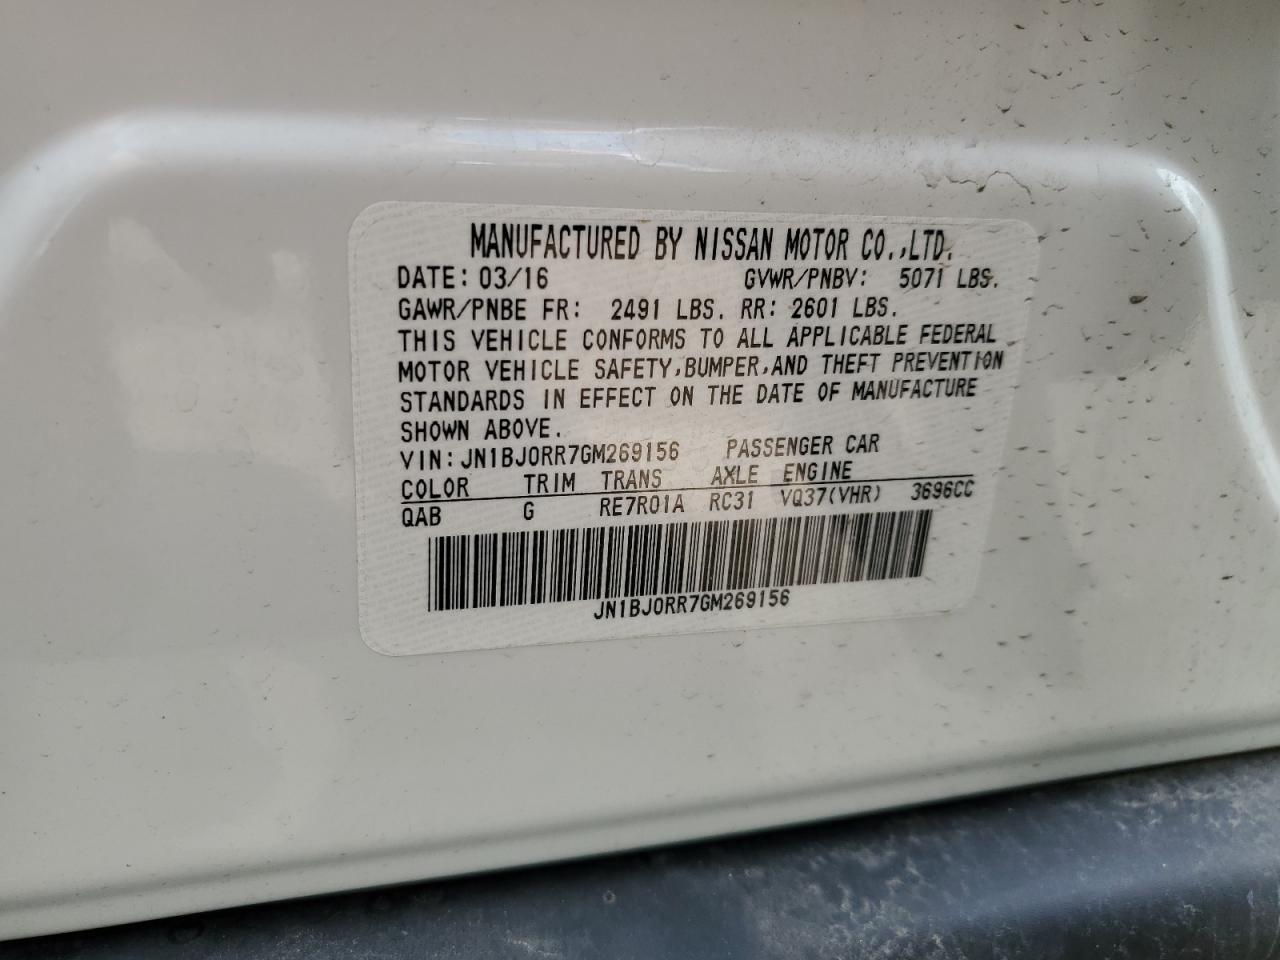 MANUFACTURED BY NISSAN MOTOR CO.,LTD.
DATE: 03/16 GVWR/PNBV: 5071 LBS.
GAWR/PNBE FR: 2491 LBS. RR: 2601 LBS.
THIS VEHICLE CONFORMS TO ALL APPLICABLE FEDERAL
MOTOR VEHICLE SAFETY,BUMPER,AND THEFT PREVENTION
STANDARDS IN EFFECT ON THE DATE OF MANUFACTURE
SHOWN ABOVE.
VIN:JN1BJ0RR7GM269156 PASSENGER CAR
COLOR TRIM TRANS AXLE ENGINE
QAB G RE7R01A RC31 VQ37(VHR) 3696CC
JN1BJ0RR7GM269156